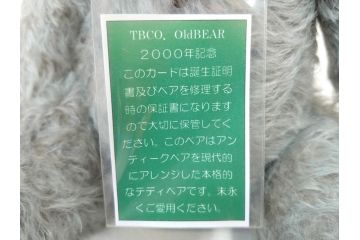 TBCO, OldBEAR
2000年記念
このカードは誕生証明
書及びベアを修理する
時の保証書になります
ので大切に保管してく
ださい。このベアはアン
ティークベアを現代的
にアレンジした本格的
なテディベアです。末永
くご愛用ください。